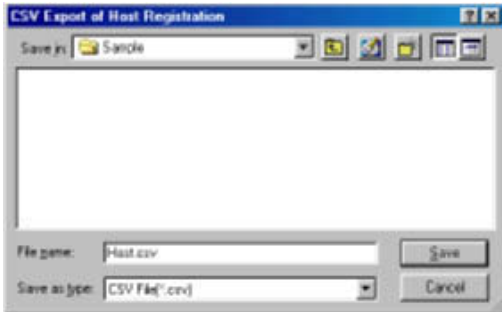 CSV Export of Host Registration
Save in: Sample
File name: Host.csv
Save
Save as type: CSV File(*.csv)
Cancel